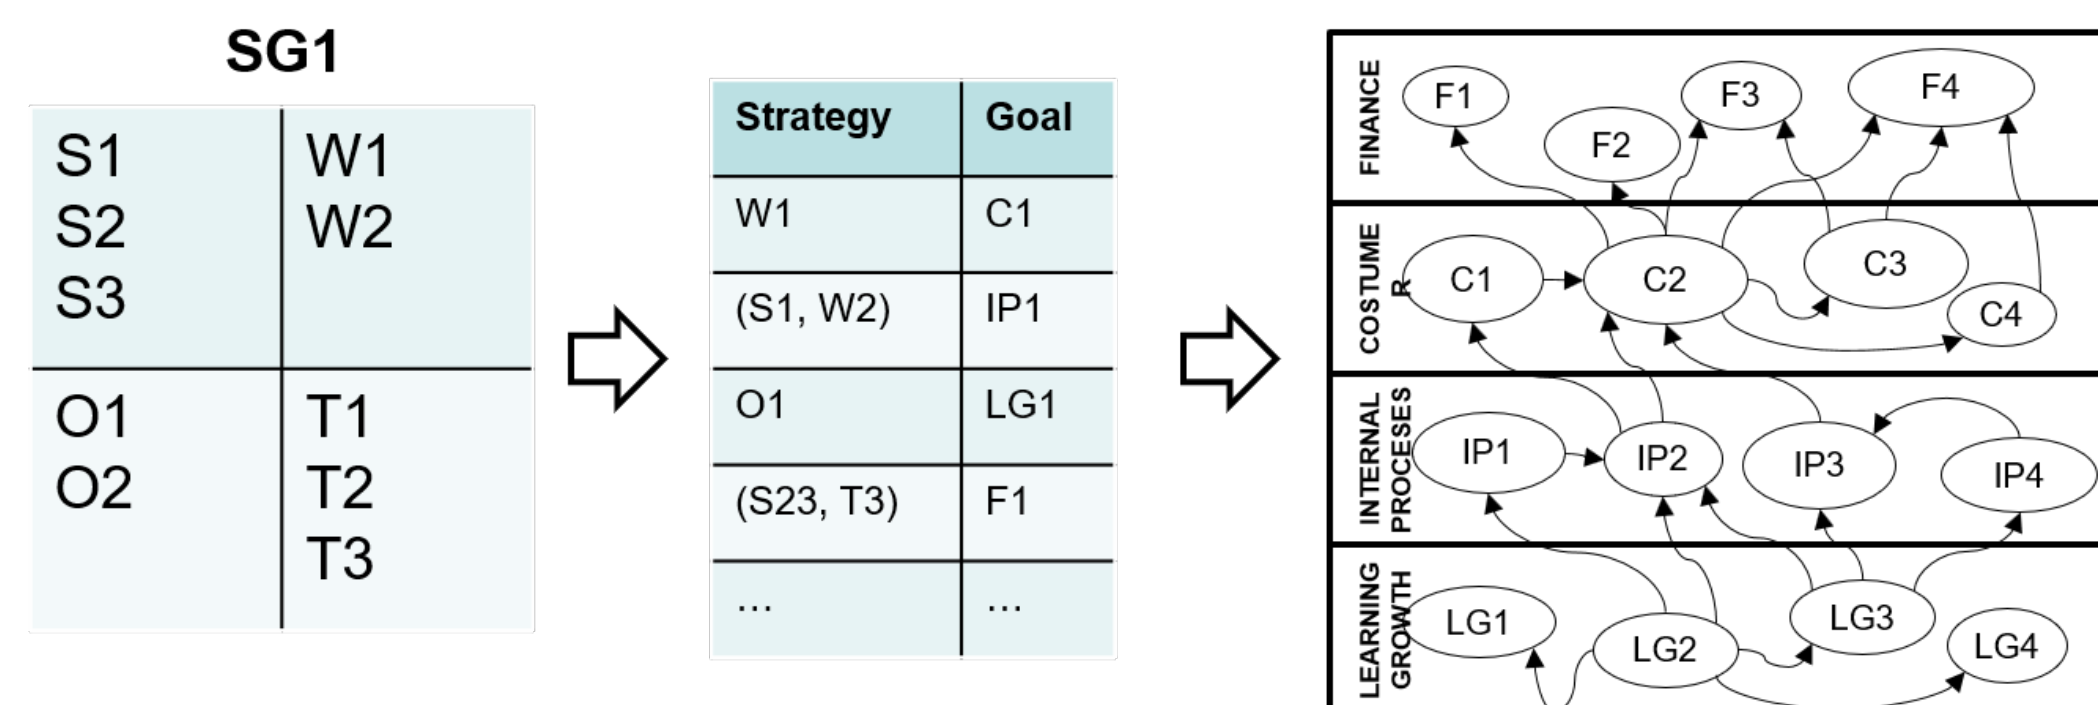 SG1
S1
S2
S3
W1
W2
O1
O2
T1
T2
T3
Strategy Goal
W1 C1
(S1, W2) IP1
O1 LG1
(S23, T3) F1
... ...
FINANCE
F1
F2
F3
F4
COSTUME
R
C1
C2
C3
C4
INTERNAL
PROCESES
IP1
IP2
IP3
IP4
LEARNING
GROWTH
LG1
LG2
LG3
LG4